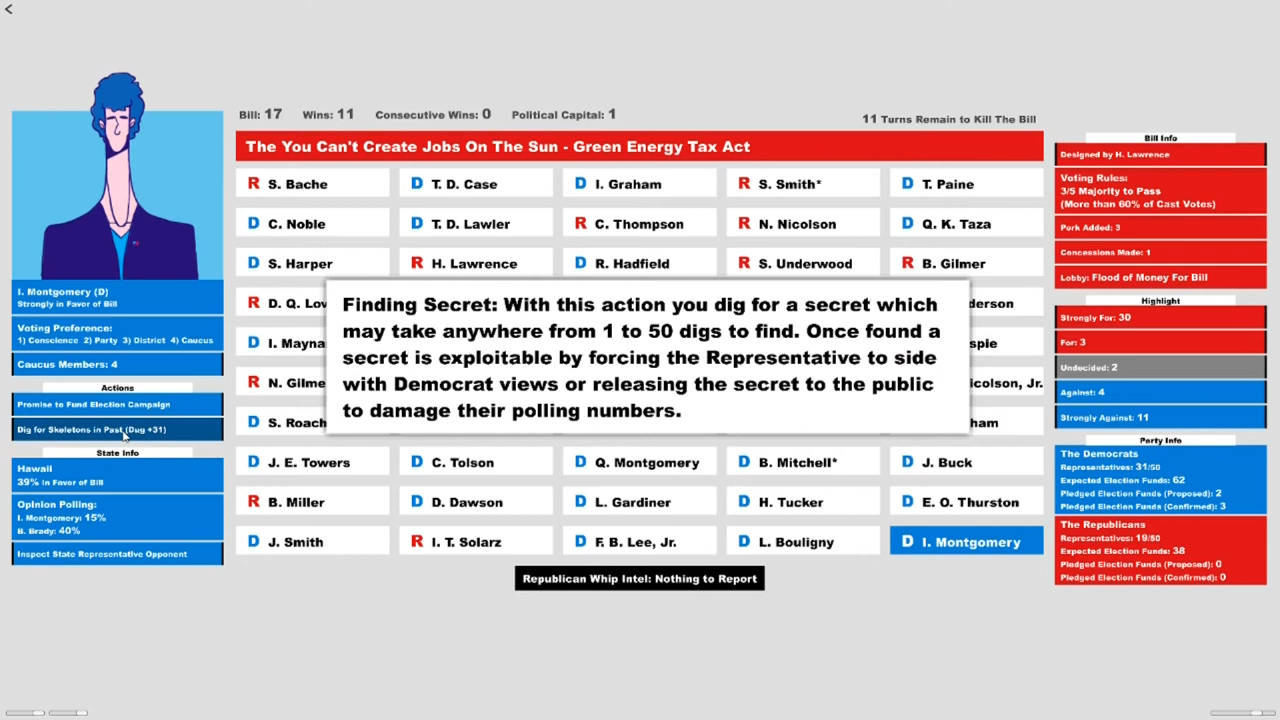 Bill: 17 Wins: 11 Consecutive Wins: 0 Political Capital: 1 11 Turns Remain to Kill The Bill
The You Can't Create Jobs On The Sun - Green Energy Tax Act
R S. Bache D T. D. Case D I. Graham R S. Smith* D T. Paine
D C. Noble D T. D. Lawler R C. Thompson R N. Nicolson D Q. K. Taza
D S. Harper R H. Lawrence D R. Hadfield R S. Underwood R B. Gilmer
R D. Q. Lov
D I. Mayna
R N. Gilme icolson, Jr.
D S. Roach
Finding Secret: With this action you dig for a secret which
may take anywhere from 1 to 50 digs to find. Once found a
secret is exploitable by forcing the Representative to side
with Democrat views or releasing the secret to the public
to damage their polling numbers.
D J. E. Towers D C. Tolson D Q. Montgomery D B. Mitchell* D J. Buck
R B. Miller D D. Dawson D L. Gardiner D H. Tucker D E. O. Thurston
D J. Smith R I. T. Solarz D F. B. Lee, Jr. D L. Bouligny D I. Montgomery
Republican Whip Intel: Nothing to Report
I. Montgomery (D)
Strongly in Favor of Bill
Voting Preference:
1) Conscience 2) Party 3) District 4) Caucus
Caucus Members: 4
Actions
Promise to Fund Election Campaign
Dig for Skeletons in Past (Dug +31)
State Info
Hawaii
39% In Favor of Bill
Opinion Polling:
I. Montgomery: 15%
B. Brady: 40%
Inspect State Representative Opponent
Bill Info
Designed by H. Lawrence
Voting Rules:
3/5 Majority to Pass
(More than 60% of Cast Votes)
Pork Added: 3
Concessions Made: 1
Lobby: Flood of Money For Bill
Highlight
Strongly For: 30
For: 3
Undecided: 2
Against: 4
Strongly Against: 11
Party Info
The Democrats
Representatives: 31/50
Expected Election Funds: 62
Pledged Election Funds (Proposed): 2
Pledged Election Funds (Confirmed): 3
The Republicans
Representatives: 19/50
Expected Election Funds: 38
Pledged Election Funds (Proposed): 0
Pledged Election Funds (Confirmed): 0